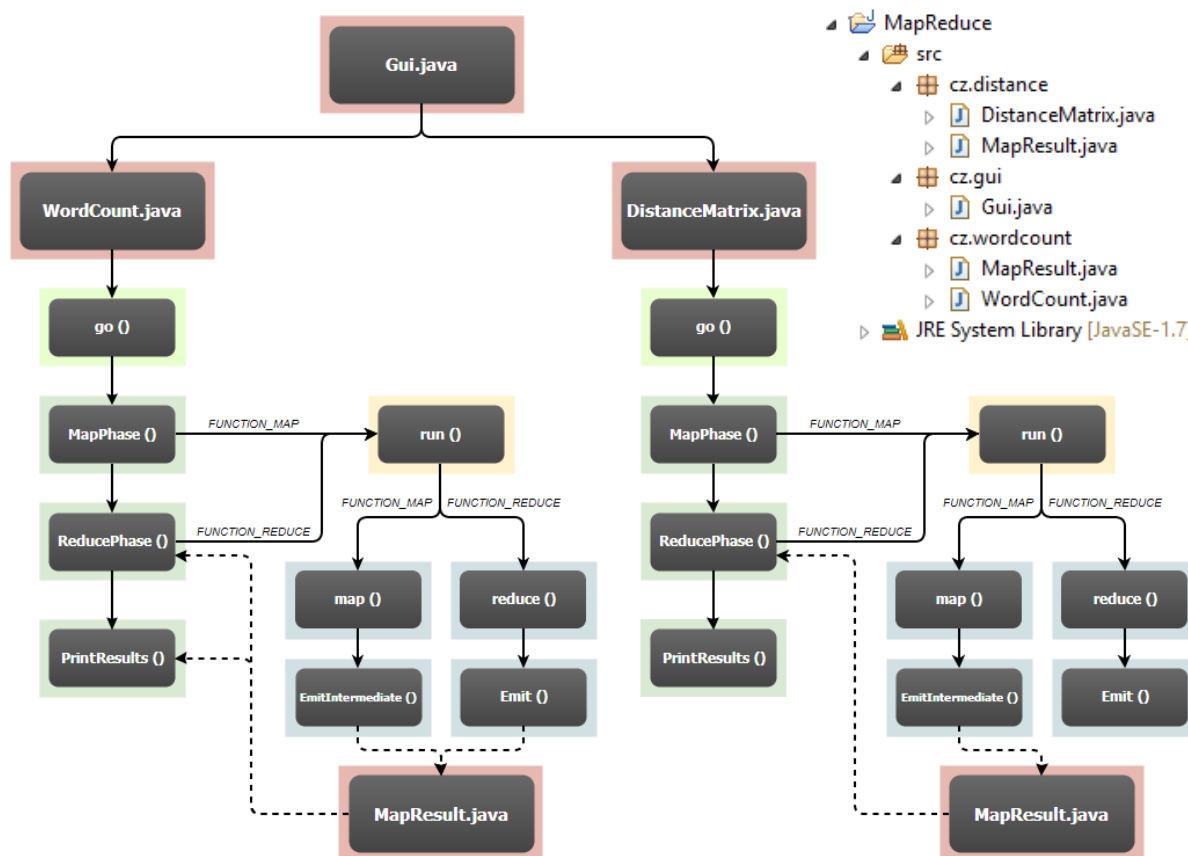 Gui.java
WordCount.java
DistanceMatrix.java
go ()
go ()
MapPhase ()
FUNCTION_MAP
run ()
MapPhase ()
FUNCTION_MAP
run ()
FUNCTION_MAP
FUNCTION_REDUCE
FUNCTION_MAP
FUNCTION_REDUCE
ReducePhase ()
FUNCTION_REDUCE
ReducePhase ()
FUNCTION_REDUCE
map ()
reduce ()
map ()
reduce ()
PrintResults ()
PrintResults ()
EmitIntermediate ()
Emit ()
EmitIntermediate ()
Emit ()
MapResult.java
MapResult.java
MapReduce
src
cz.distance
J DistanceMatrix.java
J MapResult.java
cz.gui
J Gui.java
cz.wordcount
J MapResult.java
J WordCount.java
JRE System Library [JavaSE-1.7]